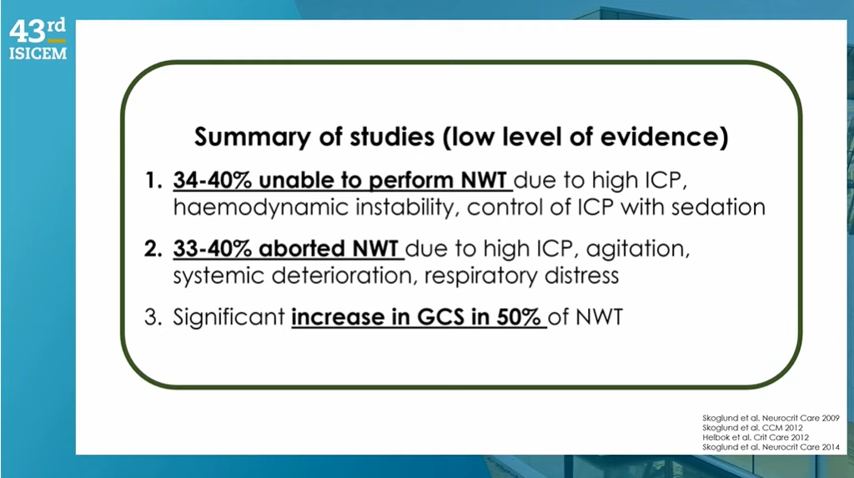 43rd
ISICEM
Summary of studies (low level of evidence)
1. 34-40% unable to perform NWT due to high ICP,
haemodynamic instability, control of ICP with sedation
2. 33-40% aborted NWT due to high ICP, agitation,
systemic deterioration, respiratory distress
3. Significant increase in GCS in 50% of NWT
Skoglund et al. Neurocrit Care 2009
Skoglund et al. CCM 2012
Helbok et al. Crit Care 2012
Skoglund et al. Neurocrit Care 2014